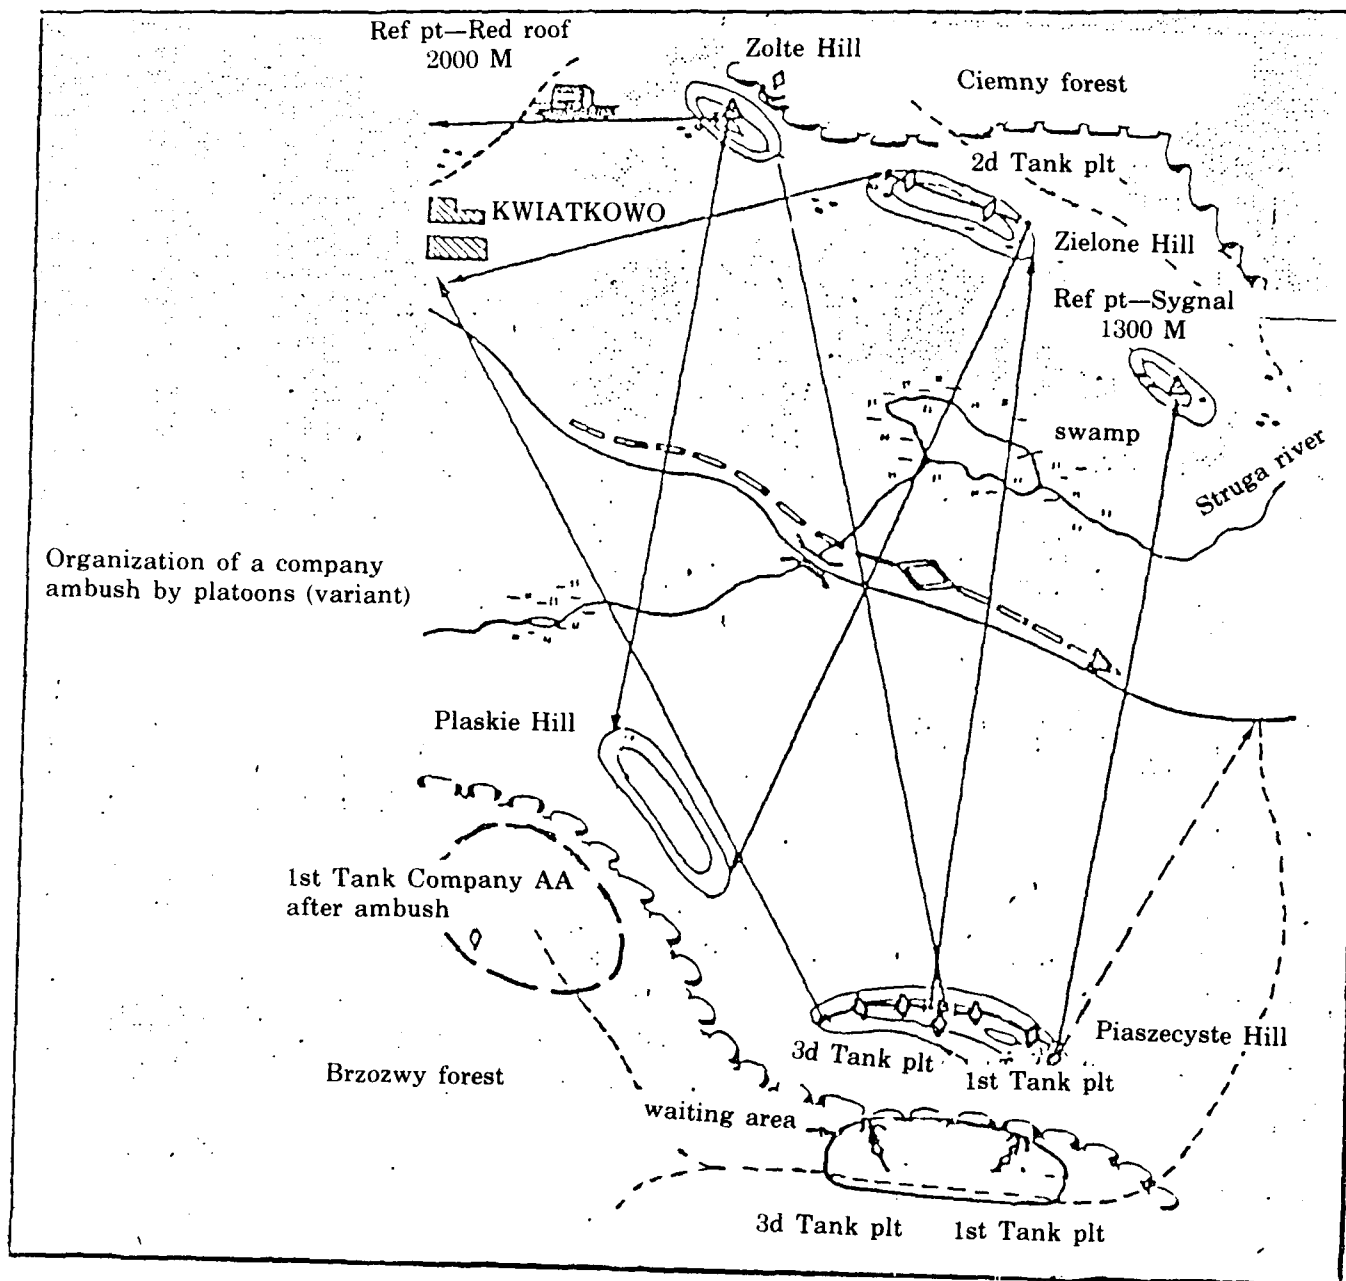 Ref pt—Red roof
2000 M
Zolte Hill
Ciemny forest
2d Tank plt
KWIATKOWO
Zielone Hill
Ref pt—Sygnal
1300 M
swamp
Struga river
Organization of a company
ambush by platoons (variant)
Plaskie Hill
1st Tank Company AA
after ambush
Piaszecyste Hill
3d Tank plt
1st Tank plt
Brzozwy forest
waiting area
3d Tank plt
1st Tank plt